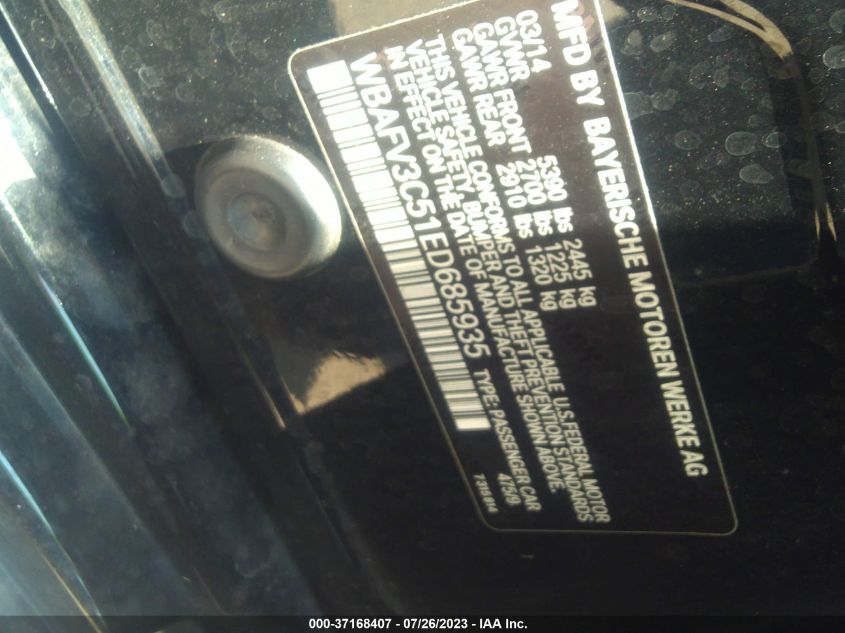 MFD BY BAYERISCHE MOTOREN WERKE AG
03/14
GVWR 5390 lbs 2445 kg
GAWR FRONT 2700 lbs 1225 kg
GAWR REAR 2910 lbs 1320 kg
THIS VEHICLE CONFORMS TO ALL APPLICABLE U.S.FEDERAL MOTOR
VEHICLE SAFETY, BUMPER AND THEFT PREVENTION STANDARDS
IN EFFECT ON THE DATE OF MANUFACTURE SHOWN ABOVE.
WBAFV3C51ED685935 TYPE: PASSENGER CAR
4759
000-37168407 / 07/26/2023 - IAA Inc.